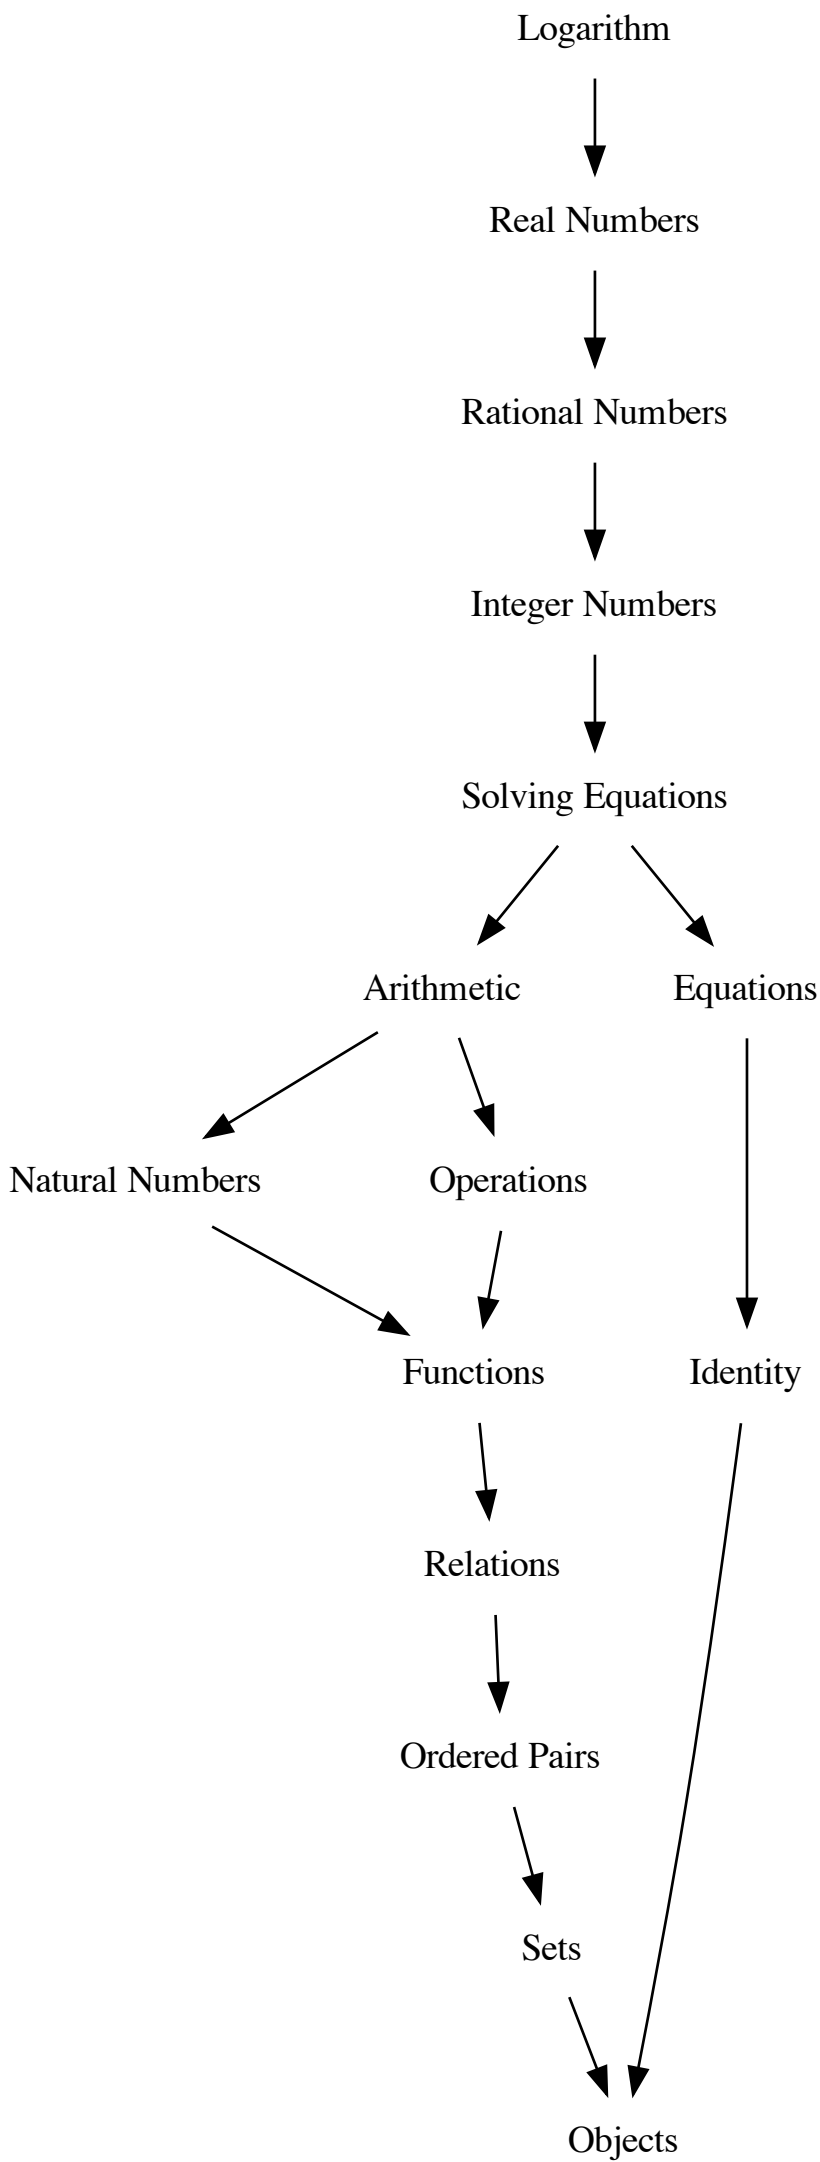 Logarithm
Real Numbers
Rational Numbers
Integer Numbers
Solving Equations
Arithmetic
Equations
Natural Numbers
Operations
Functions
Identity
Relations
Ordered Pairs
Sets
Objects